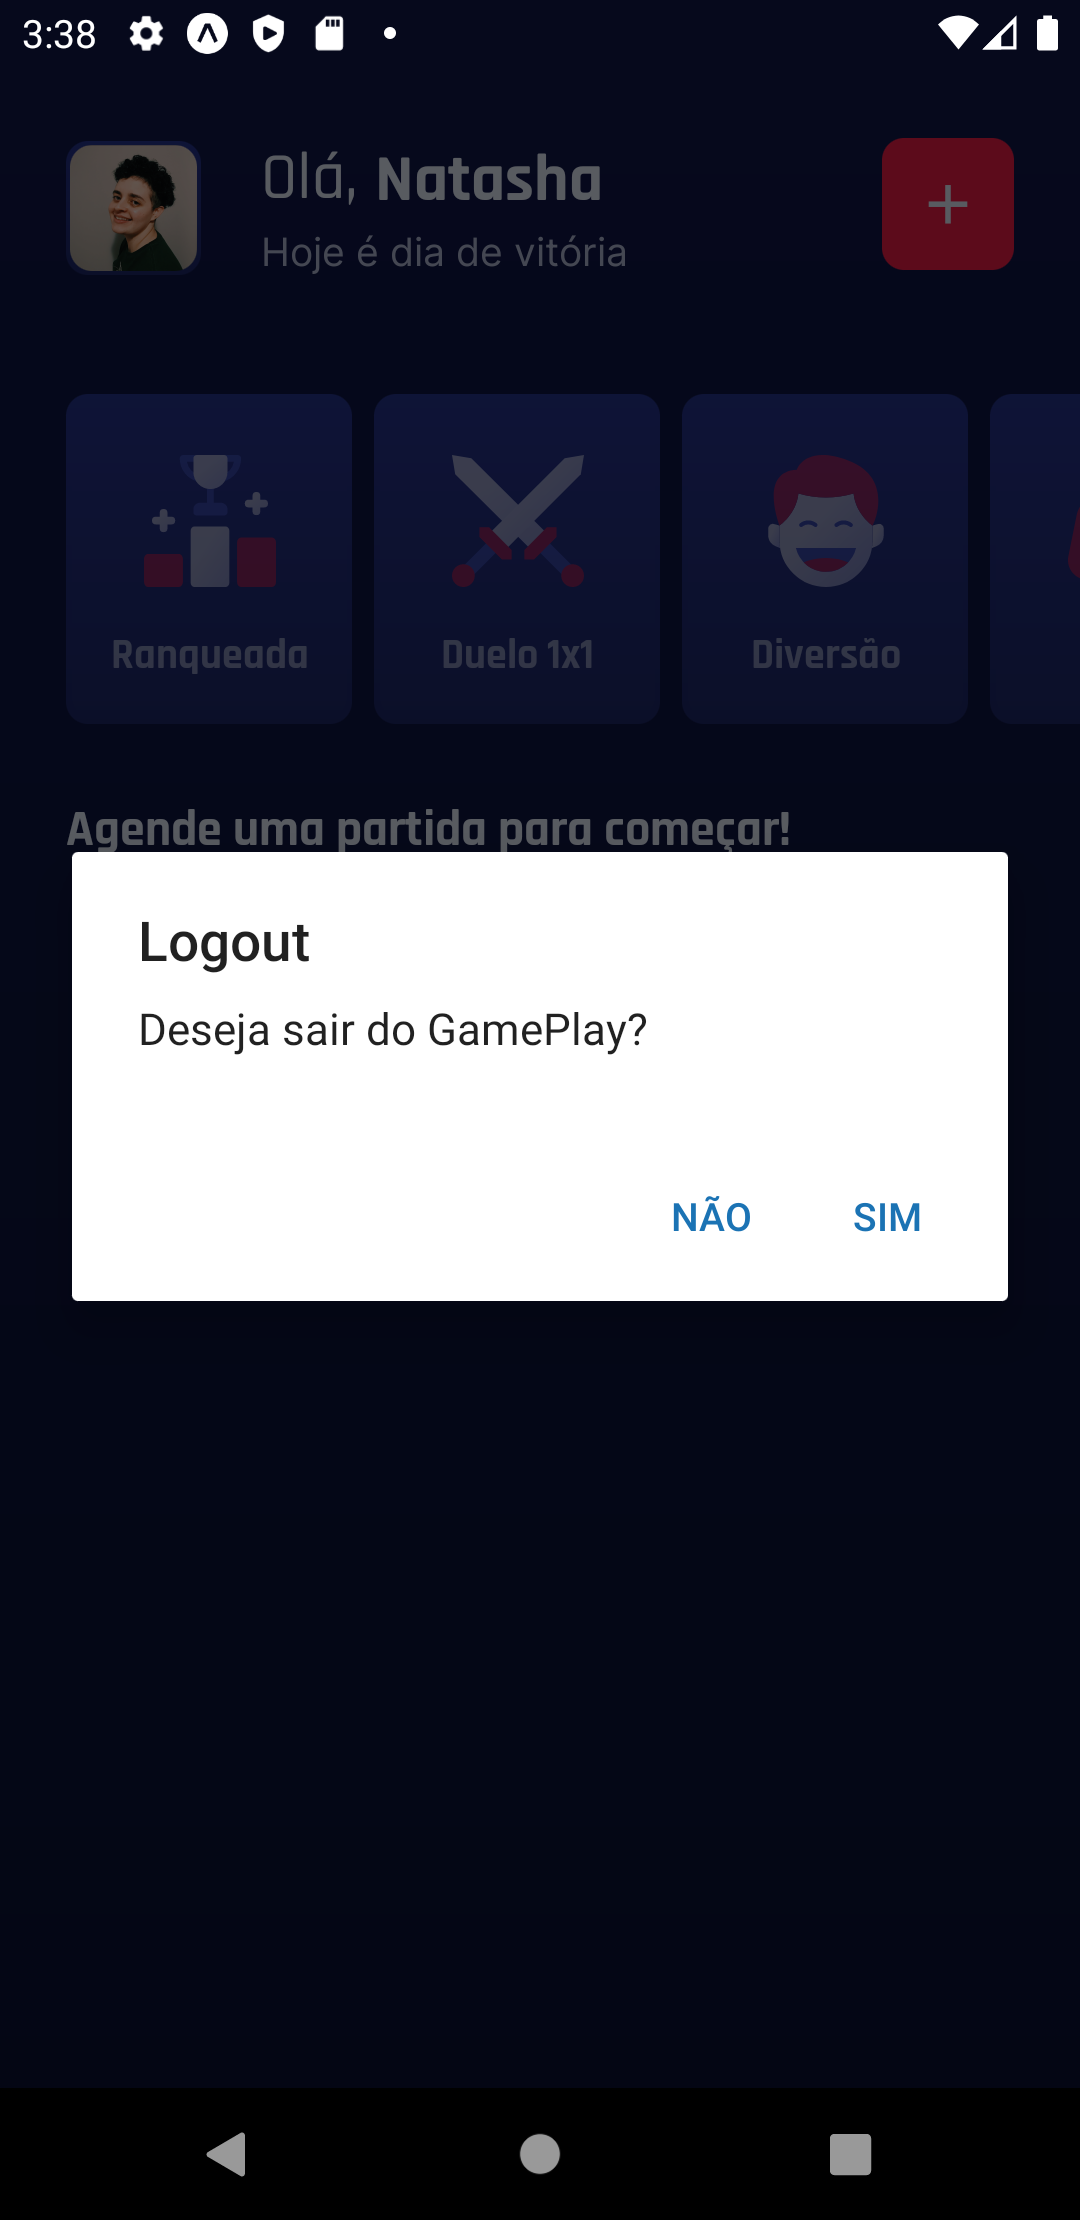 3:38
Olá, Natasha
Hoje é dia de vitória
Ranqueada
Duelo 1x1
Diversão
Agende uma partida para começar!
Logout
Deseja sair do GamePlay?
NÃO
SIM